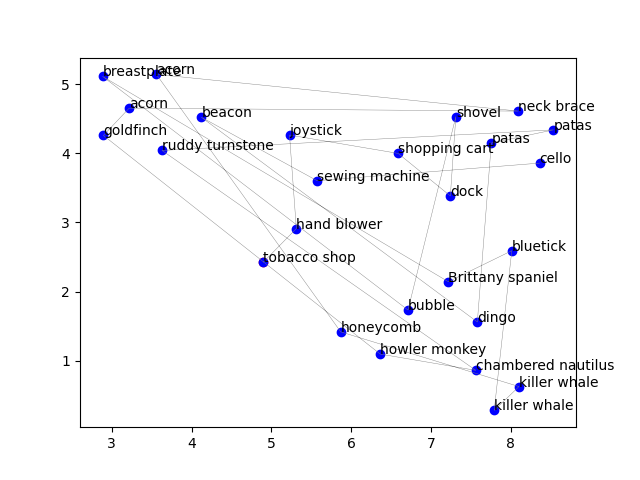 breastplate
acorn
acorn
neck brace
beacon
shovel
patas
goldfinch
joystick
patas
ruddy turnstone
shopping cart
cello
sewing machine
dock
hand blower
bluetick
tobacco shop
Brittany spaniel
bubble
dingo
honeycomb
howler monkey
chambered nautilus
killer whale
killer whale
5
4
3
2
1
3 4 5 6 7 8